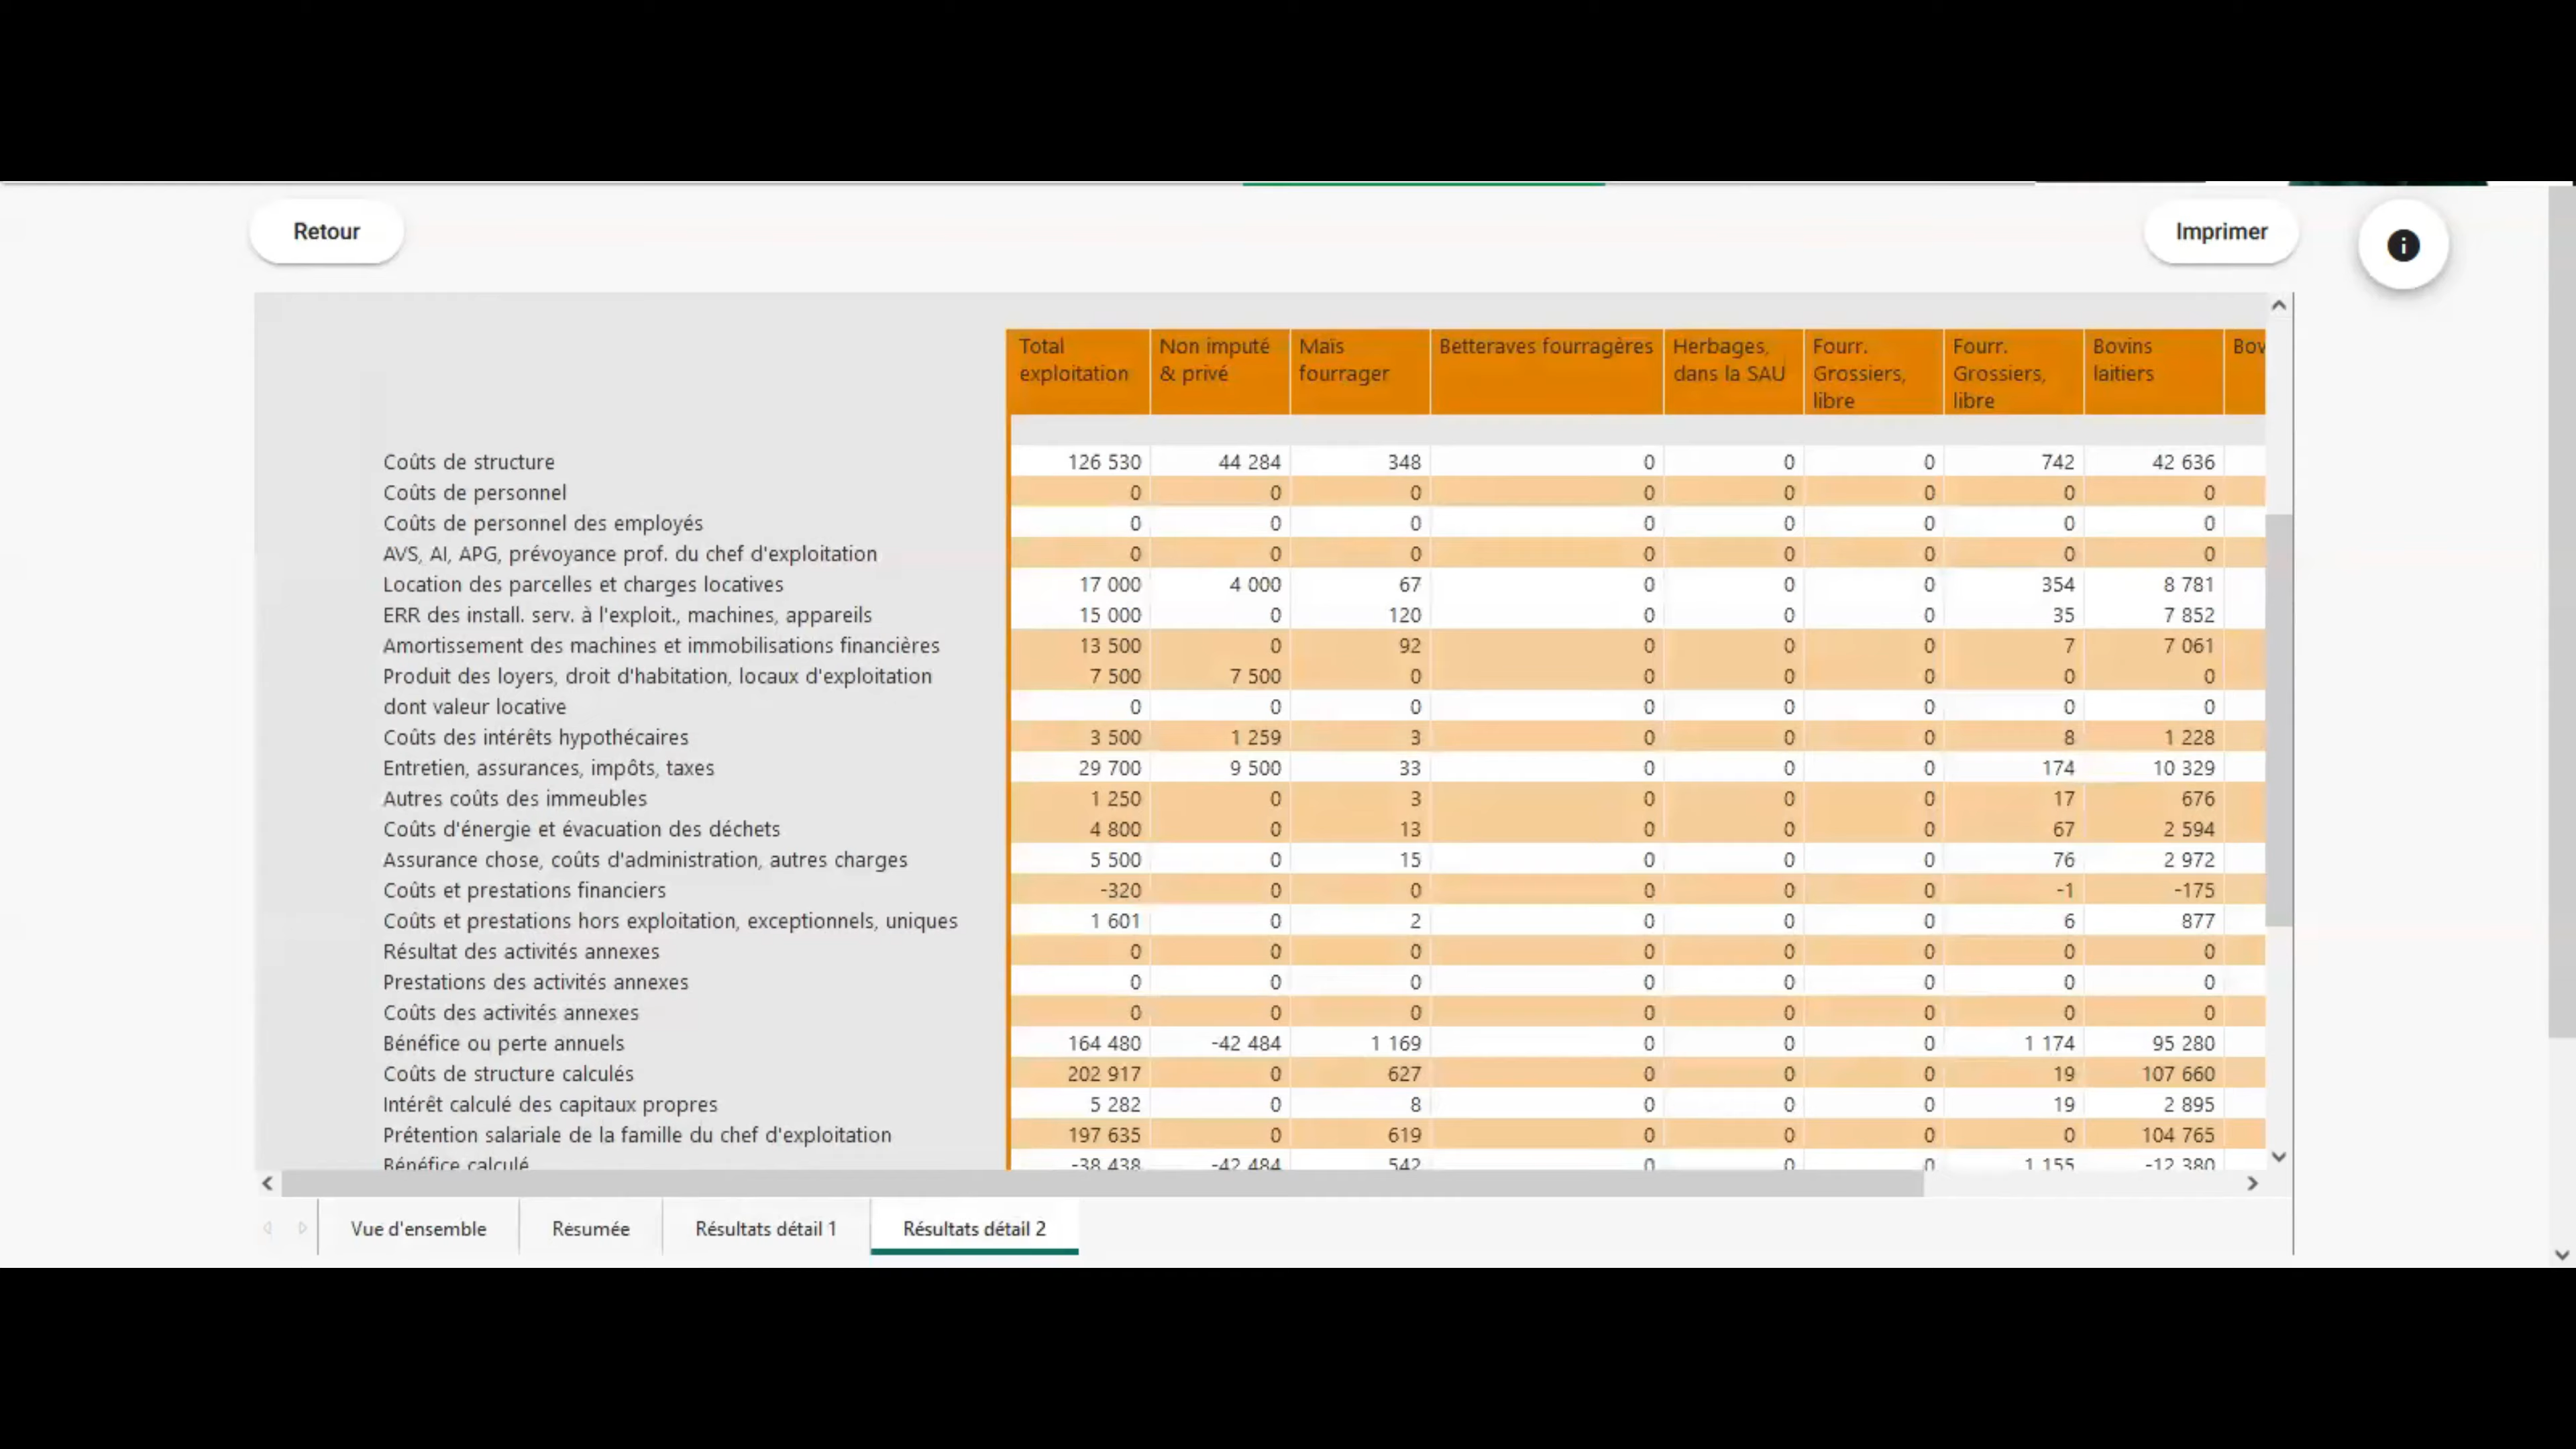 Retour
Imprimer
Total exploitation	Non imputé & privé	Maïs fourrager	Betteraves fourragères	Herbages, dans la SAU	Fourr. Grossiers, libre	Fourr. Grossiers, libre	Bovins laitiers	Bov
Coûts de structure	126 530	44 284	348	0	0	0	742	42 636
Coûts de personnel	0	0	0	0	0	0	0	0
Coûts de personnel des employés	0	0	0	0	0	0	0	0
AVS, AI, APG, prévoyance prof. du chef d'exploitation	0	0	0	0	0	0	0	0
Location des parcelles et charges locatives	17 000	4 000	67	0	0	0	354	8 781
ERR des install. serv. à l'exploit., machines, appareils	15 000	0	120	0	0	0	35	7 852
Amortissement des machines et immobilisations financières	13 500	0	92	0	0	0	7	7 061
Produit des loyers, droit d'habitation, locaux d'exploitation	7 500	7 500	0	0	0	0	0	0
dont valeur locative	0	0	0	0	0	0	0	0
Coûts des intérêts hypothécaires	3 500	1 259	3	0	0	0	8	1 228
Entretien, assurances, impôts, taxes	29 700	9 500	33	0	0	0	174	10 329
Autres coûts des immeubles	1 250	0	3	0	0	0	17	676
Coûts d'énergie et évacuation des déchets	4 800	0	13	0	0	0	67	2 594
Assurance chose, coûts d'administration, autres charges	5 500	0	15	0	0	0	76	2 972
Coûts et prestations financiers	-320	0	0	0	0	0	-1	-175
Coûts et prestations hors exploitation, exceptionnels, uniques	1 601	0	2	0	0	0	6	877
Résultat des activités annexes	0	0	0	0	0	0	0	0
Prestations des activités annexes	0	0	0	0	0	0	0	0
Coûts des activités annexes	0	0	0	0	0	0	0	0
Bénéfice ou perte annuels	164 480	-42 484	1 169	0	0	0	1 174	95 280
Coûts de structure calculés	202 917	0	627	0	0	0	19	107 660
Intérêt calculé des capitaux propres	5 282	0	8	0	0	0	19	2 895
Prétention salariale de la famille du chef d'exploitation	197 635	0	619	0	0	0	0	104 765
Bénéfice calculé	-38 438	-42 484	542	0	0	0	1 155	-12 380
Vue d'ensemble	Résumée	Résultats détail 1	Résultats détail 2